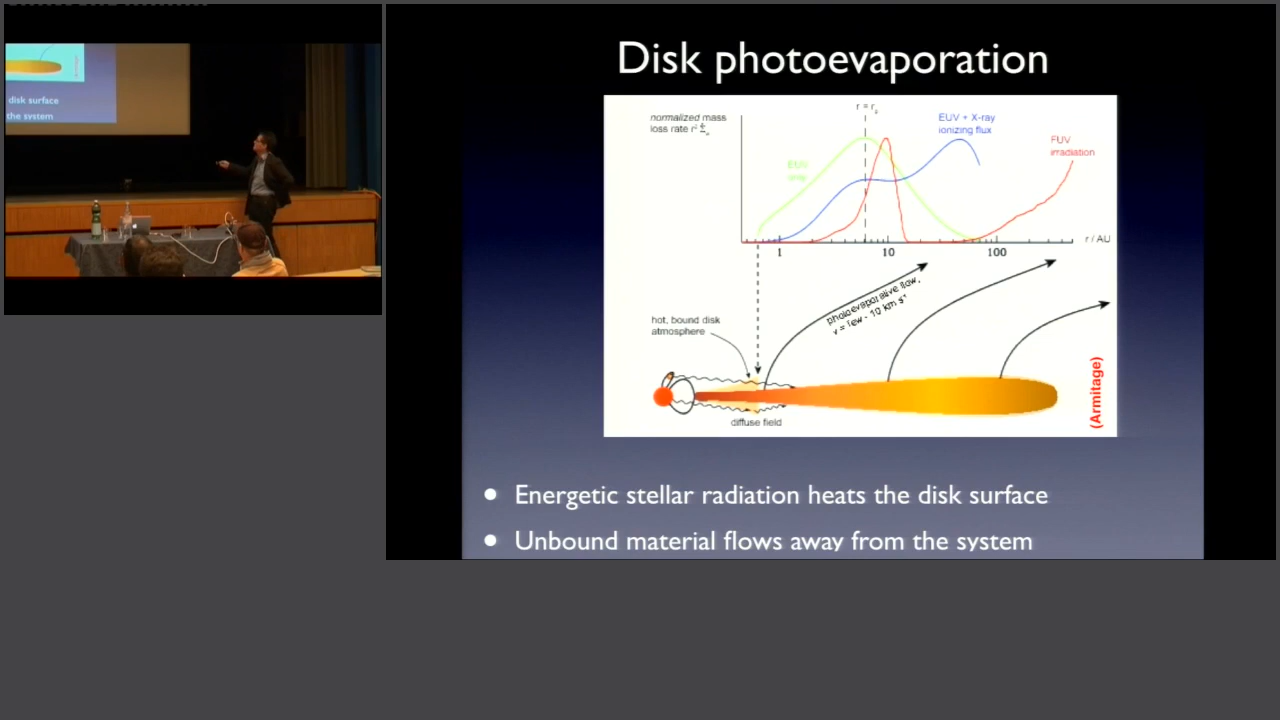 disk surface
the system
Disk photoevaporation
normalized mass
loss rate r²
r = r
EUV + X-ray
ionizing flux
FUV
irradiation
EUV
only
r / AU
1
10
100
photoevaporative flow,
v = few - 10 km s⁻¹
hot, bound disk
atmosphere
diffuse field
(Armitage)
• Energetic stellar radiation heats the disk surface
• Unbound material flows away from the system